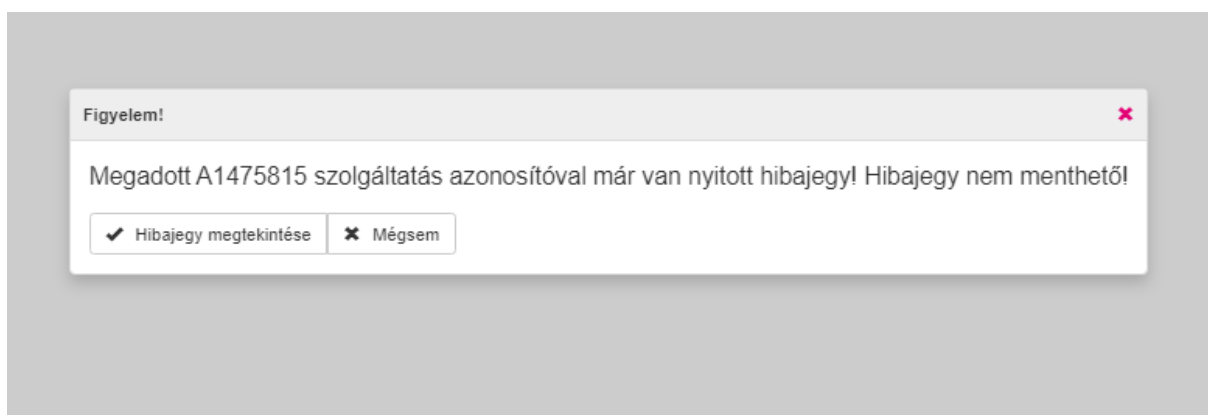 Figyelem!
Megadott A1475815 szolgáltatás azonosítóval már van nyitott hibajegy! Hibajegy nem menthető!
Hibajegy megtekintése Mégsem